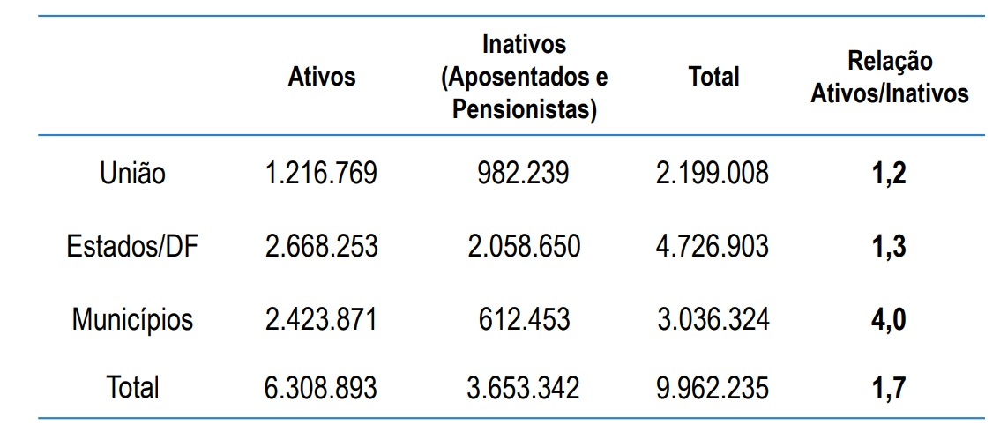 Ativos Inativos (Aposentados e Pensionistas) Total Relação Ativos/Inativos
União 1.216.769 982.239 2.199.008 1,2
Estados/DF 2.668.253 2.058.650 4.726.903 1,3
Municípios 2.423.871 612.453 3.036.324 4,0
Total 6.308.893 3.653.342 9.962.235 1,7